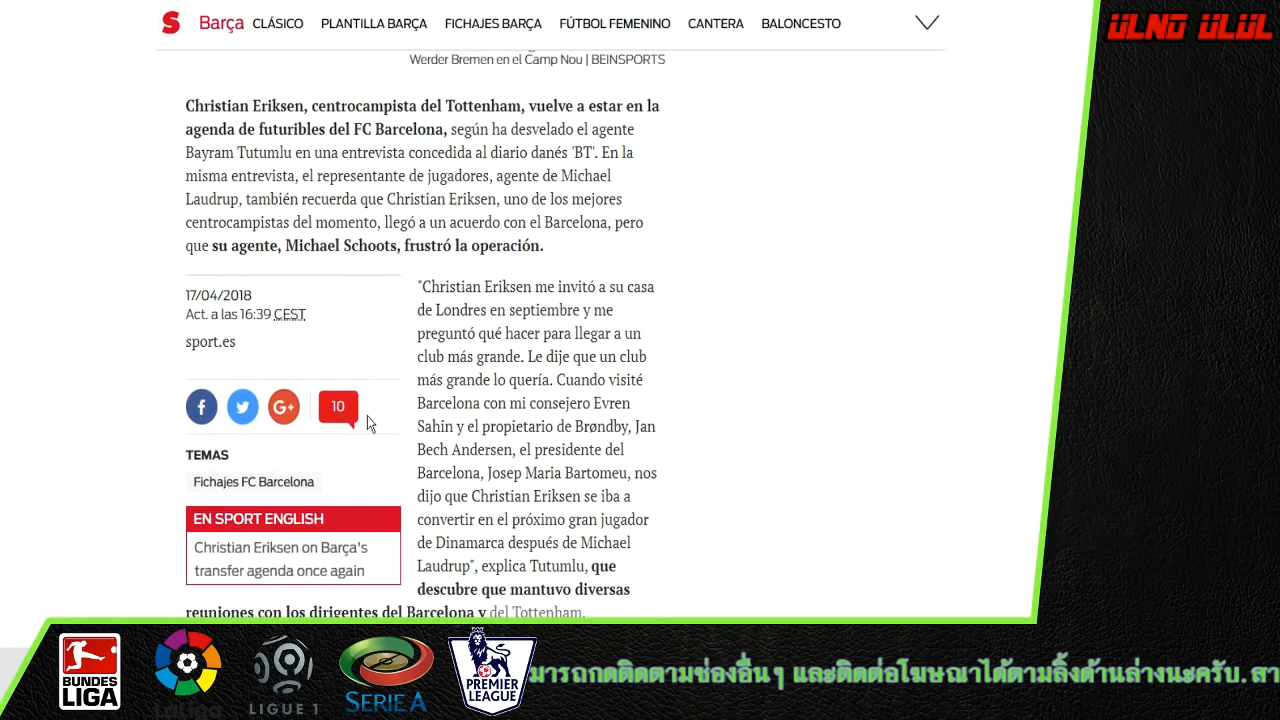 Barça CLÁSICO PLANTILLA BARÇA FICHAJES BARÇA FÚTBOL FEMENINO CANTERA BALONCESTO
Werder Bremen en el Camp Nou | BEINSPORTS
Christian Eriksen, centrocampista del Tottenham, vuelve a estar en la
agenda de futuribles del FC Barcelona, según ha desvelado el agente
Bayram Tutumlu en una entrevista concedida al diario danés 'BT'. En la
misma entrevista, el representante de jugadores, agente de Michael
Laudrup, también recuerda que Christian Eriksen, uno de los mejores
centrocampistas del momento, llegó a un acuerdo con el Barcelona, pero
que su agente, Michael Schoots, frustró la operación.
17/04/2018
Act. a las 16:39 CEST
sport.es
10
TEMAS
Fichajes FC Barcelona
EN SPORT ENGLISH
Christian Eriksen on Barça's
transfer agenda once again
"Christian Eriksen me invitó a su casa
de Londres en septiembre y me
preguntó qué hacer para llegar a un
club más grande. Le dije que un club
más grande lo quería. Cuando visité
Barcelona con mi consejero Evren
Sahin y el propietario de Brøndby, Jan
Bech Andersen, el presidente del
Barcelona, Josep Maria Bartomeu, nos
dijo que Christian Eriksen se iba a
convertir en el próximo gran jugador
de Dinamarca después de Michael
Laudrup", explica Tutumlu, que
descubre que mantuvo diversas
reuniones con los dirigentes del Barcelona y del Tottenham.
BUNDESLIGA
LaLiga
LIGUE 1
SERIE A
PREMIER LEAGUE
มารถกดติดตามช่องอื่นๆ และติดต่อโฆษณาได้ตามลิ้งด้านล่างนะครับ. สา